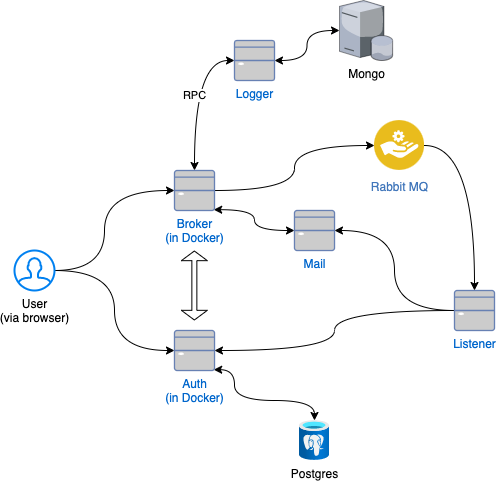 Mongo
Logger
RPC
Rabbit MQ
Broker
(in Docker)
Mail
User
(via browser)
Listener
Auth
(in Docker)
Postgres